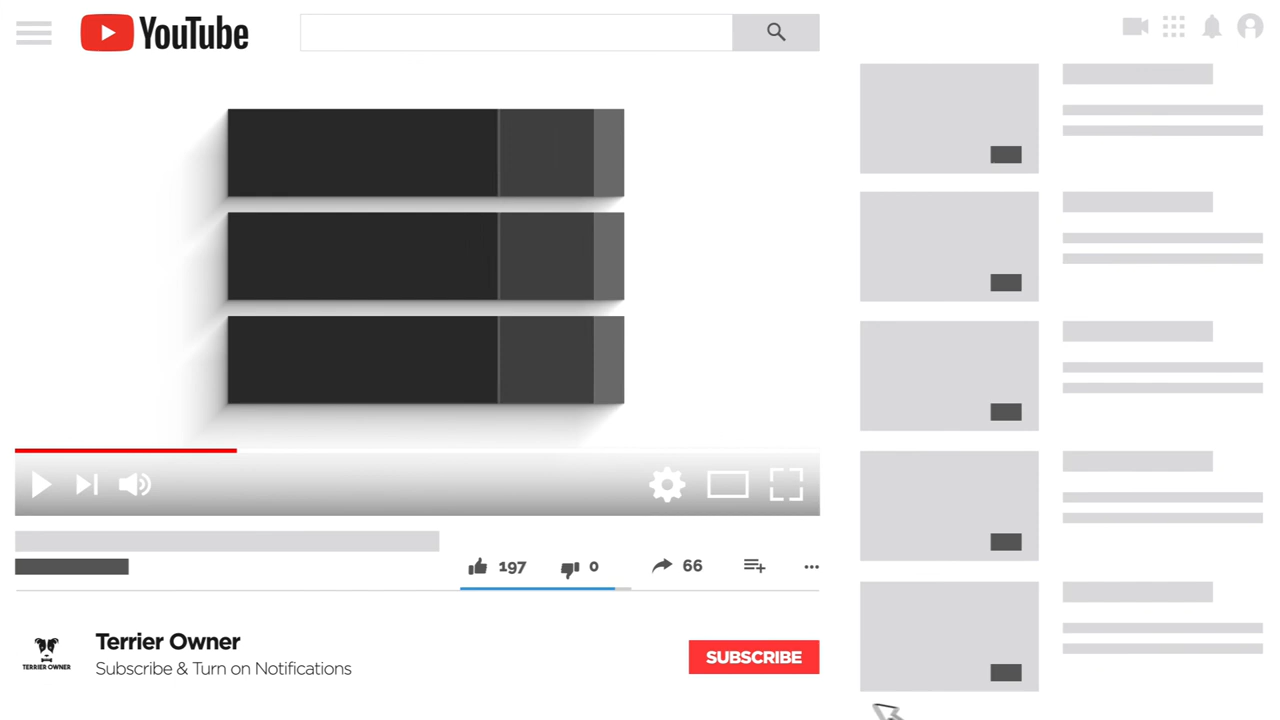 YouTube
197 0 66
Terrier Owner
TERRIER OWNER
Subscribe & Turn on Notifications
SUBSCRIBE